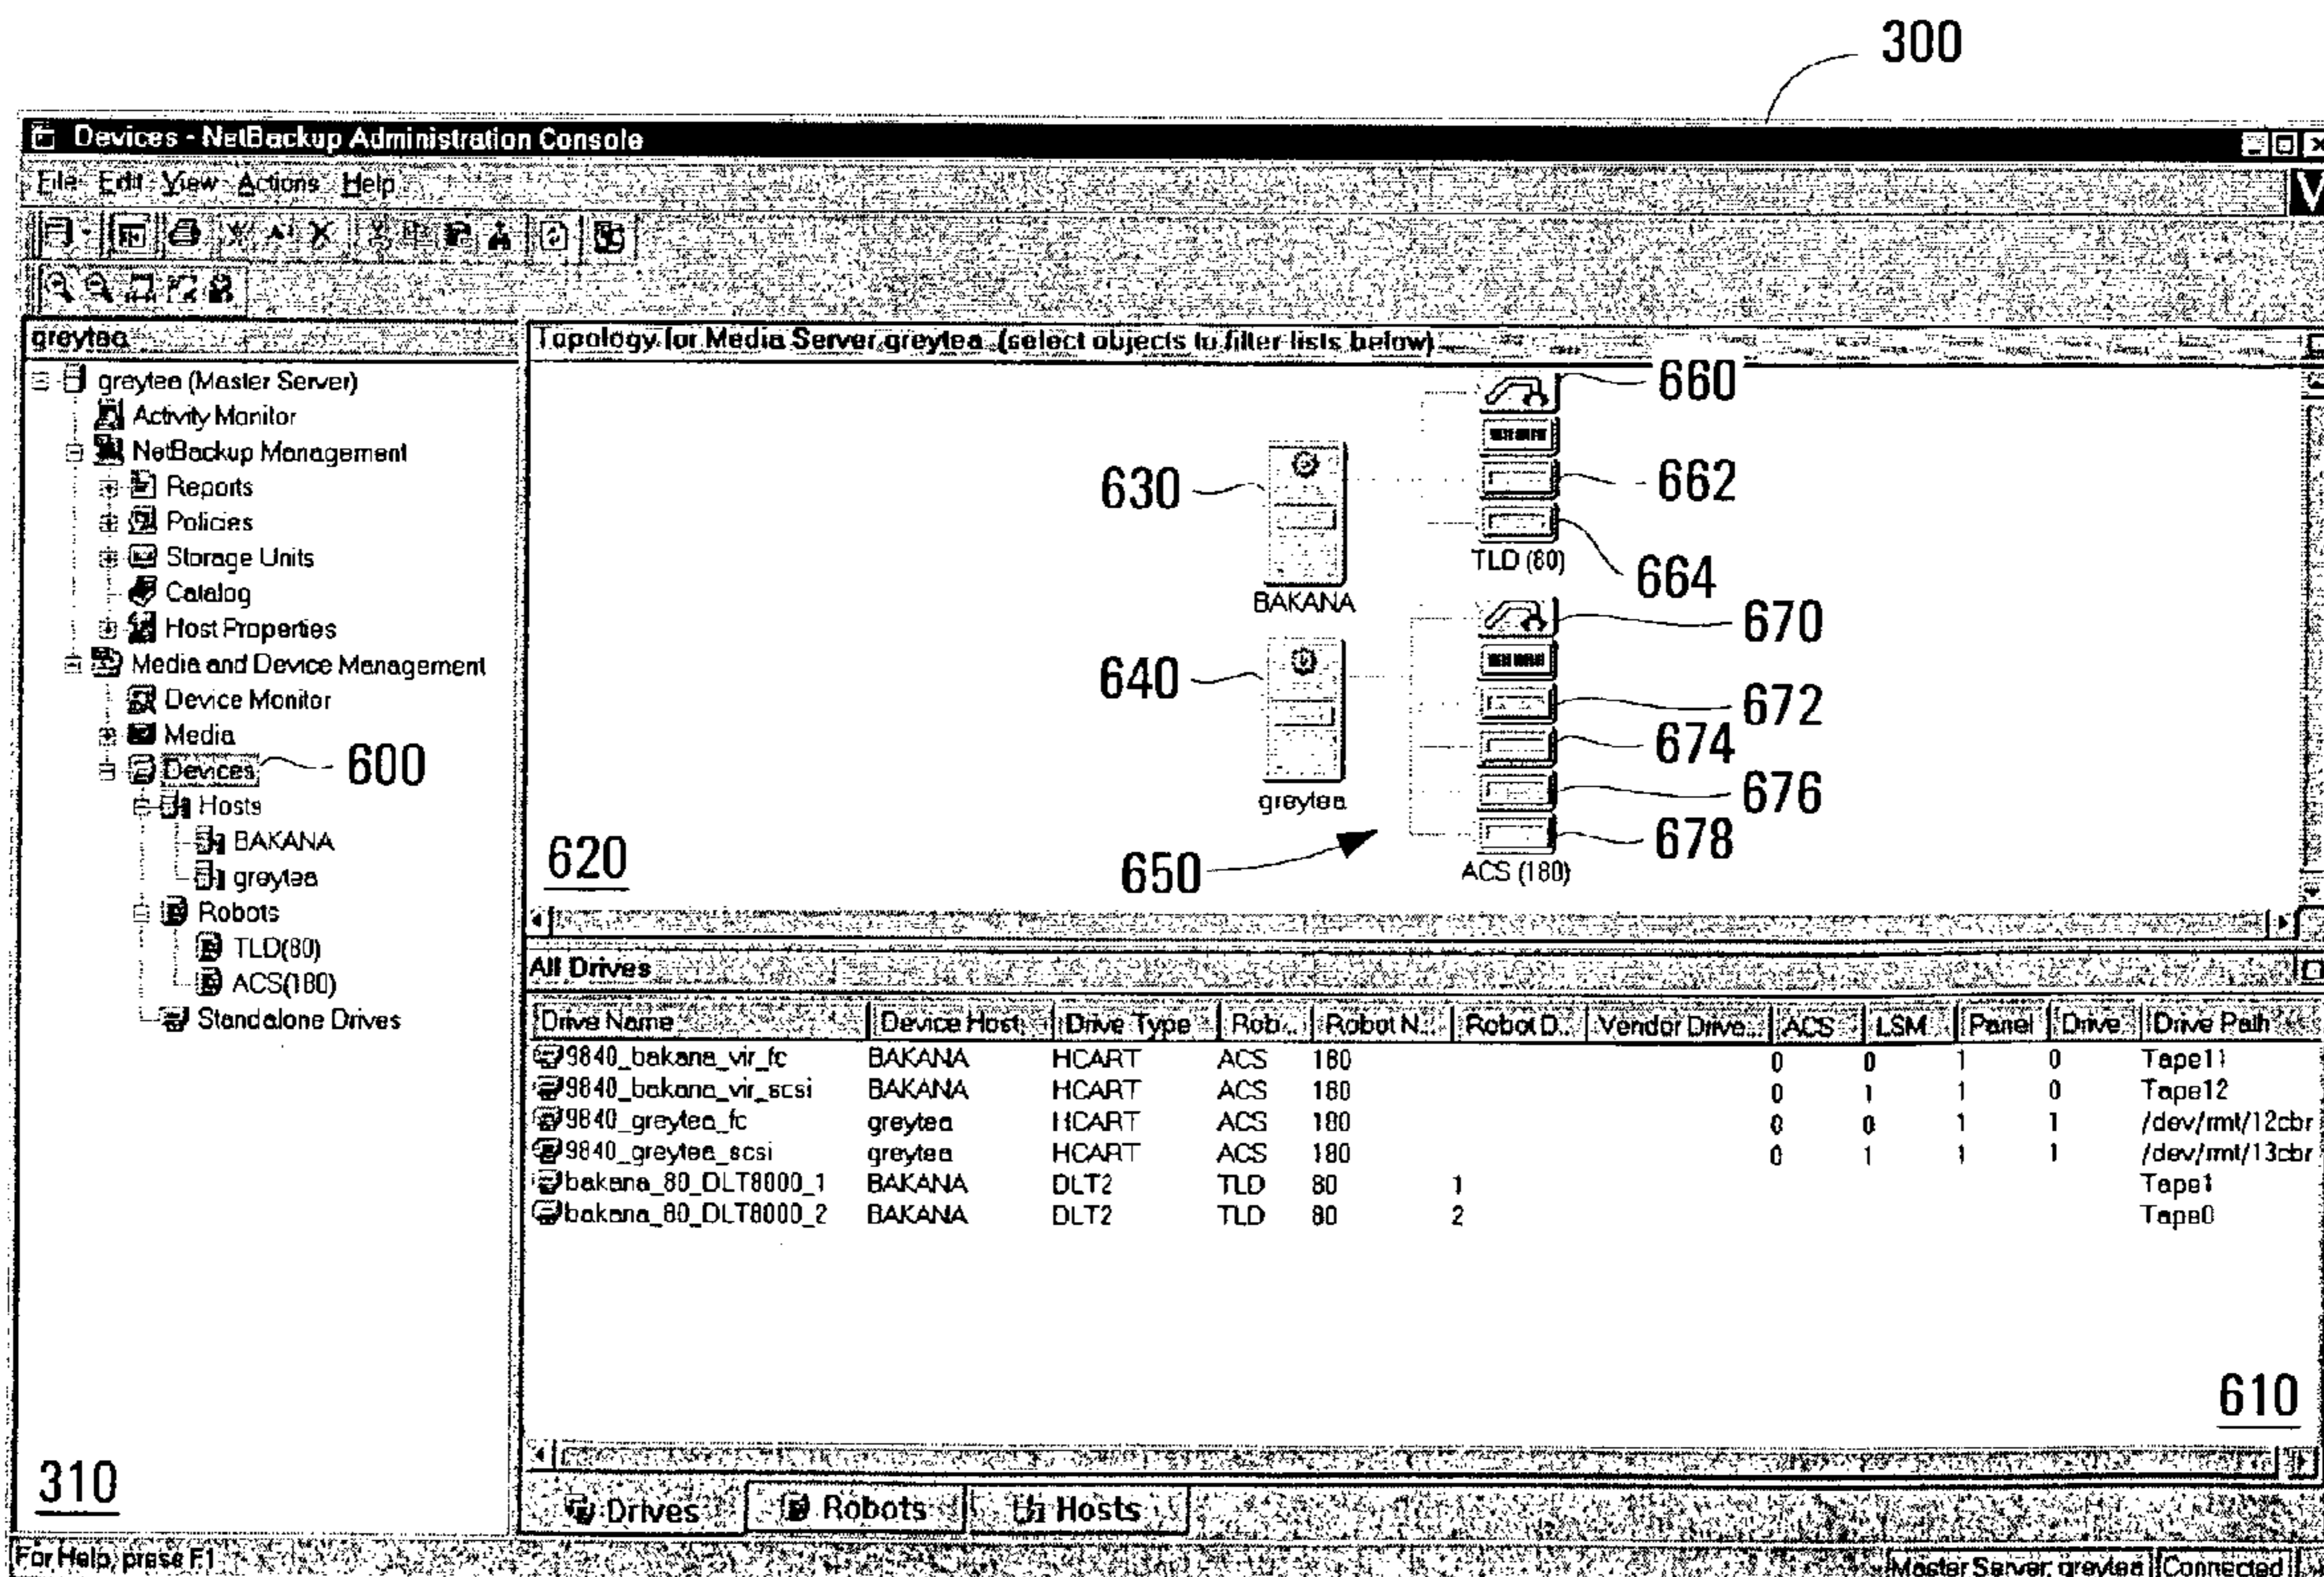 300
Devices - NetBackup Administration Console
File Edit View Actions Help
V
greytea
greytea (Master Server)
Activity Monitor
NetBackup Management
Reports
Policies
Storage Units
Catalog
Host Properties
Media and Device Management
Device Monitor
Media
Devices 600
Hosts
BAKANA
greytea
Robots
TLD(80)
ACS(180)
Standalone Drives
310
Topology for Media Server greytea (select objects to filter lists below)
660
630
662
TLD (80)
664
BAKANA
670
640
672
674
greytea
676
620
650
678
ACS (180)
All Drives
Drive Name Device Host Drive Type Rob... Robot N... Robot D... Vendor Drive... ACS LSM Panel Drive Drive Path
9840_bakana_vir_fc BAKANA HCART ACS 180 0 0 1 0 Tape11
9840_bakana_vir_scsi BAKANA HCART ACS 180 0 1 1 0 Tape12
9840_greytea_fc greytea HCART ACS 180 0 0 1 1 /dev/rmt/12cbr
9840_greytea_scsi greytea HCART ACS 180 0 1 1 1 /dev/rmt/13cbr
bakana_80_DLT8000_1 BAKANA DLT2 TLD 80 1 Tape1
bakana_80_DLT8000_2 BAKANA DLT2 TLD 80 2 Tape0
610
Drives Robots Hosts
For Help, press F1
Master Server: greytea Connected